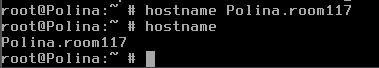 root@Polina:~ # hostname Polina.room117
root@Polina:~ # hostname
Polina.room117
root@Polina:~ #